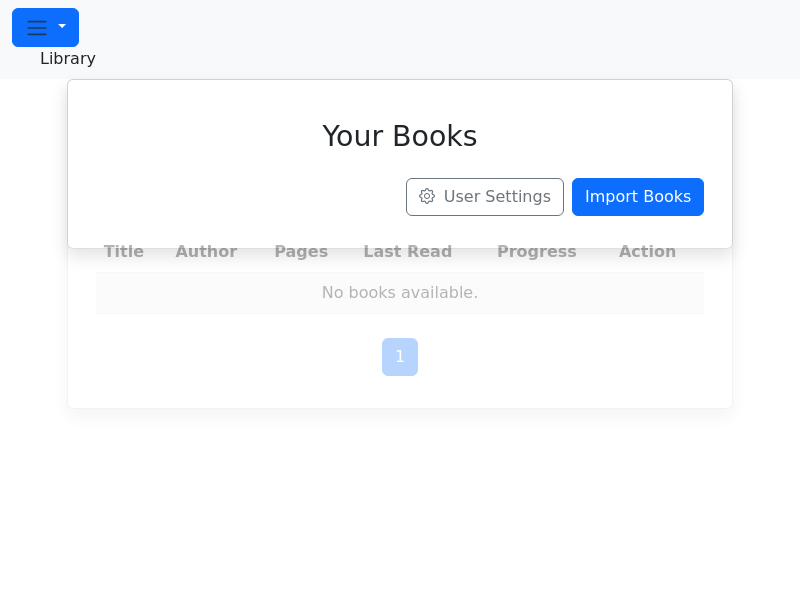 Library
Your Books
User Settings
Import Books
Title Author Pages Last Read Progress Action
No books available.
1